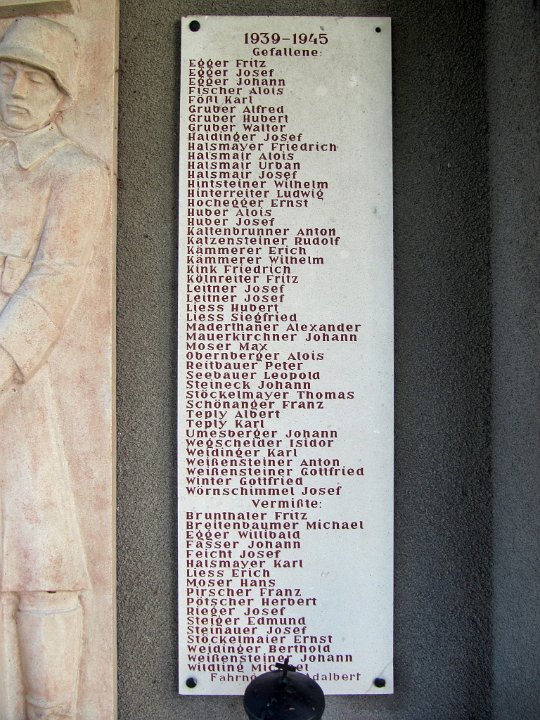 1939-1945
Gefallene:
Egger Fritz
Egger Josef
Egger Johann
Fischer Alois
Fößl Karl
Gruber Alfred
Gruber Hubert
Gruber Walter
Haidinger Josef
Halsmayer Friedrich
Halsmair Alois
Halsmair Urban
Halsmair Josef
Hintsteiner Wilhelm
Hinterreiter Ludwig
Hochegger Ernst
Huber Alois
Huber Josef
Kaltenbrunner Anton
Katzensteiner Rudolf
Kämmerer Erich
Kämmerer Wilhelm
Kink Friedrich
Kölnreiter Fritz
Leitner Josef
Leitner Josef
Liess Hubert
Liess Siegfried
Maderthaner Alexander
Mauerkirchner Johann
Moser Max
Obernberger Alois
Reitbauer Peter
Seebauer Leopold
Steineck Johann
Stöckelmayer Thomas
Schönanger Franz
Teply Albert
Teply Karl
Umesberger Johann
Wegscheider Isidor
Weidinger Karl
Weißensteiner Anton
Weißensteiner Gottfried
Winter Gottfried
Wörnschimmel Josef
Vermißte:
Brunthaler Fritz
Breitenbaumer Michael
Egger Willibald
Fässer Johann
Feicht Josef
Halsmayer Karl
Liess Erich
Moser Hans
Pirscher Franz
Pötscher Herbert
Rieger Josef
Steiger Edmund
Steinauer Josef
Stöckelmaier Ernst
Weidinger Berthold
Weißensteiner Johann
Wildling
Adalbert